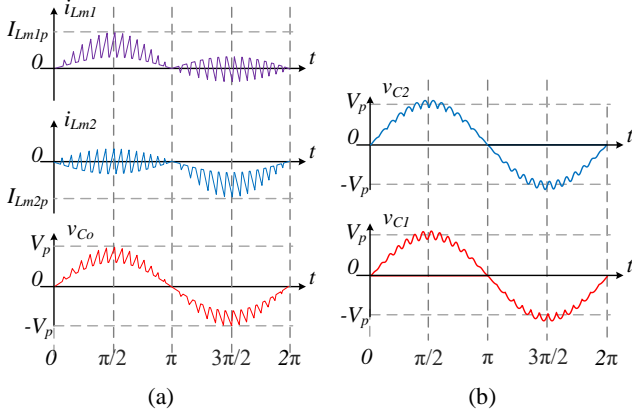 i_Lm1
I_Lm1p
0
t
i_Lm2
0
t
I_Lm2p
v_Co
V_p
0
t
-V_p
0 π/2 π 3π/2 2π
(a)
v_C2
V_p
0
t
-V_p
v_C1
V_p
0
t
-V_p
0 π/2 π 3π/2 2π
(b)